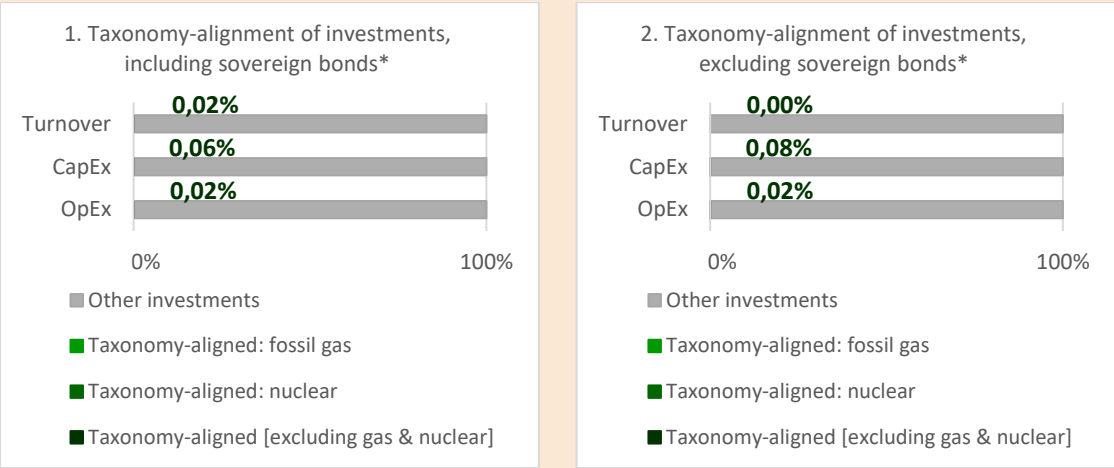 1. Taxonomy-alignment of investments,
including sovereign bonds*
0,02%
Turnover
0,06%
CapEx
0,02%
OpEx
0%
100%
Other investments
Taxonomy-aligned: fossil gas
Taxonomy-aligned: nuclear
Taxonomy-aligned [excluding gas & nuclear]
2. Taxonomy-alignment of investments,
excluding sovereign bonds*
0,00%
Turnover
0,08%
CapEx
0,02%
OpEx
0%
100%
Other investments
Taxonomy-aligned: fossil gas
Taxonomy-aligned: nuclear
Taxonomy-aligned [excluding gas & nuclear]